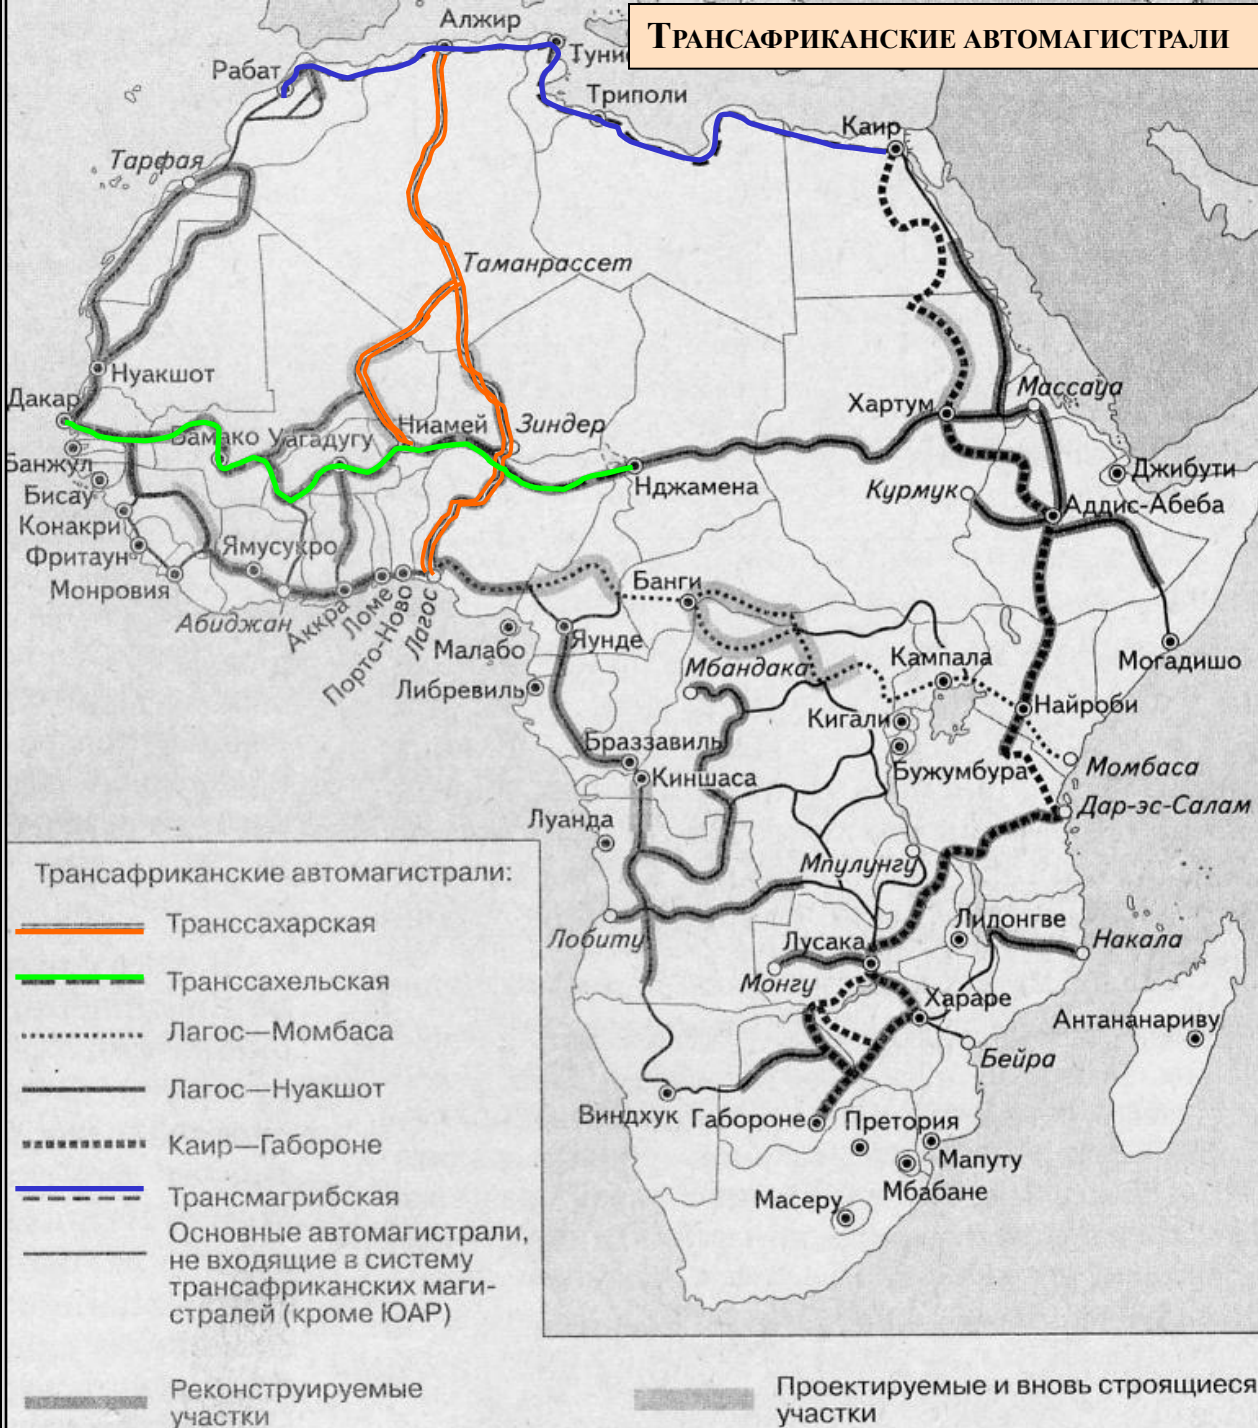 ТРАНСАФРИКАНСКИЕ АВТОМАГИСТРАЛИ
Алжир
Тунис
Рабат
Триполи
Каир
Тарфая
Таманрассет
Нуакшот
Дакар
Бамако
Уагадугу
Ниамей
Зиндер
Хартум
Массауа
Банжул
Бисау
Конакри
Фритаун
Монровия
Ямусукро
Абиджан
Аккра
Ломе
Порто-Ново
Лагос
Нджамена
Курмук
Джибути
Аддис-Абеба
Банги
Малабо
Яунде
Либревиль
Мбандака
Кампала
Могадишо
Кигали
Найроби
Браззавиль
Киншаса
Бужумбура
Момбаса
Дар-эс-Салам
Луанда
Мпулунгу
Лобиту
Лусака
Лилонгве
Накала
Монгу
Хараре
Бейра
Антананариву
Виндхук
Габороне
Претория
Мапуту
Мбабане
Масеру
Трансафриканские автомагистрали:
Транссахарская
Транссахельская
Лагос—Момбаса
Лагос—Нуакшот
Каир—Габороне
Трансмагрибская
Основные автомагистрали,
не входящие в систему
трансафриканских маги-
стралей (кроме ЮАР)
Реконструируемые
участки
Проектируемые и вновь строящиеся
участки